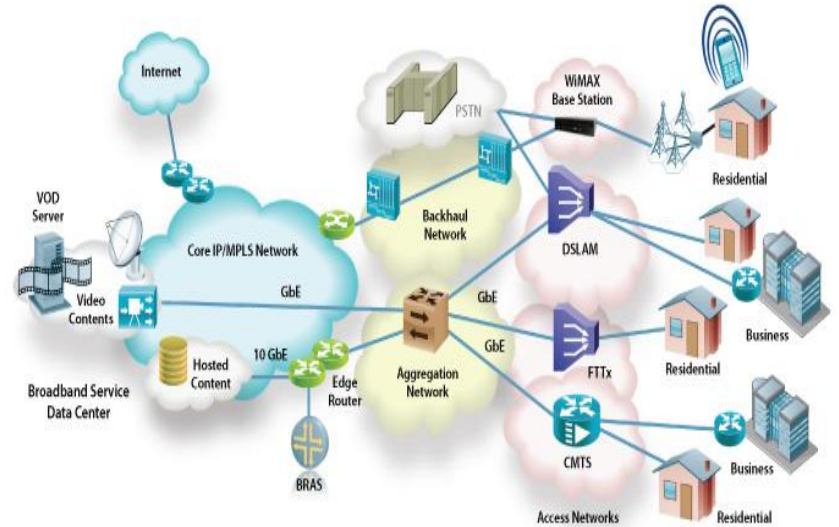 Internet
PSTN
WiMAX
Base Station
Residential
VOD
Server
Core IP/MPLS Network
Backhaul
Network
DSLAM
Video
Contents
GbE
GbE
Business
Hosted
Content
10 GbE
GbE
FTTx
Residential
Broadband Service
Data Center
Edge
Router
Aggregation
Network
BRAS
CMTS
Business
Access Networks
Residential